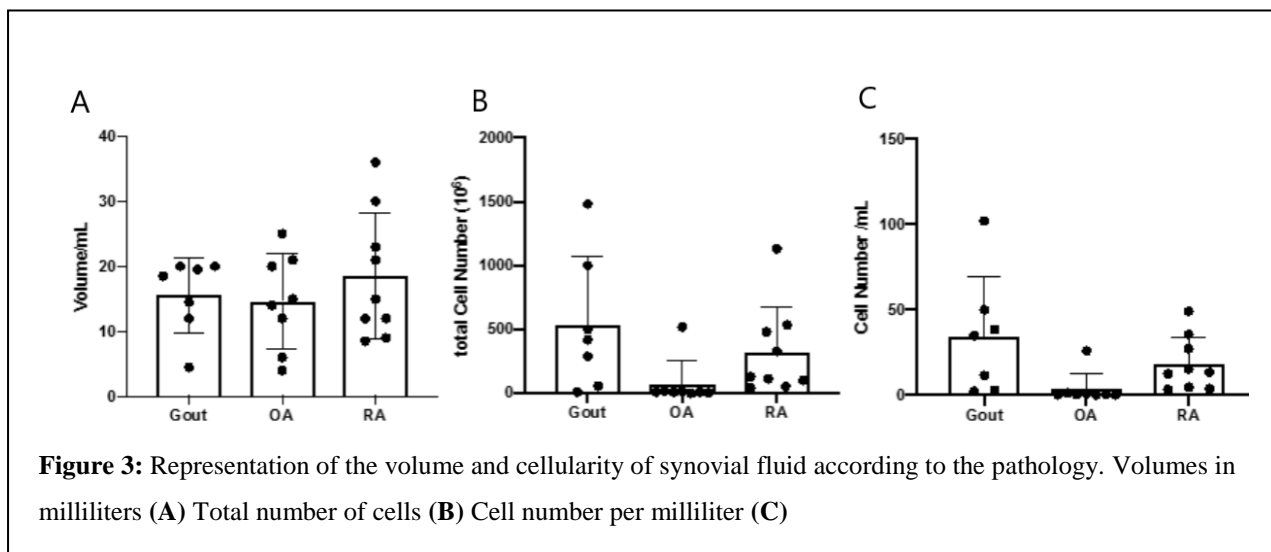 A
B
C
40
30
20
10
0
Volume/mL
Gout
OA
RA
2000
1500
1000
500
0
total Cell Number (10⁶)
Gout
OA
RA
150
100
50
0
Cell Number /mL
Gout
OA
RA
Figure 3: Representation of the volume and cellularity of synovial fluid according to the pathology. Volumes in
milliliters (A) Total number of cells (B) Cell number per milliliter (C)